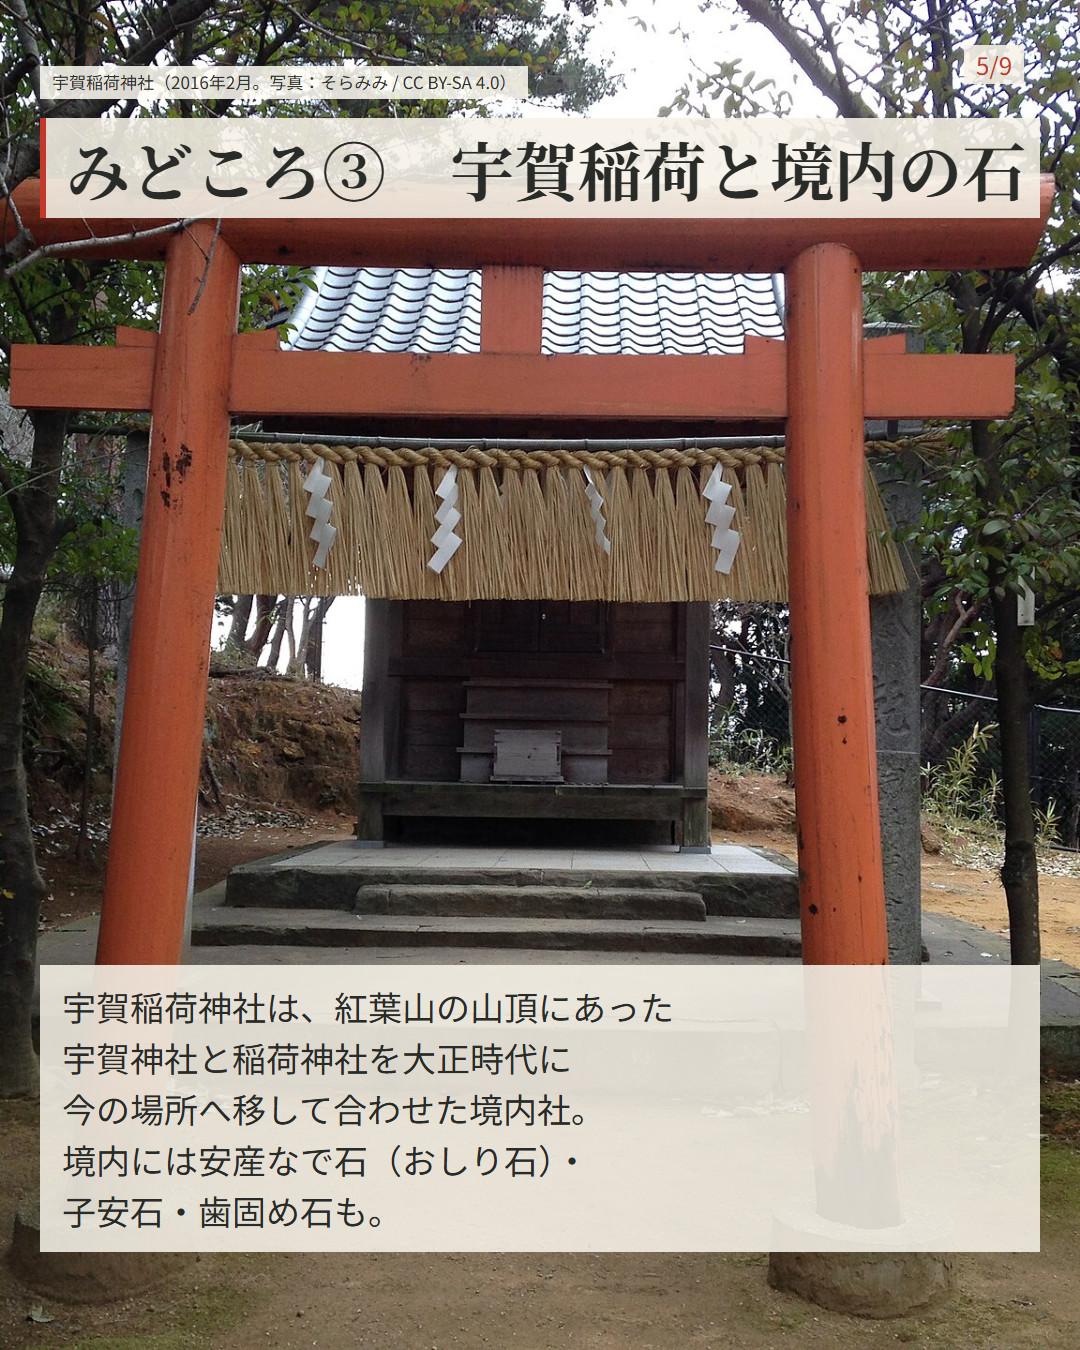 宇賀稲荷神社（2016年2月。写真：そらみみ / CC BY-SA 4.0）
5/9
みどころ③　宇賀稲荷と境内の石
宇賀稲荷神社は、紅葉山の山頂にあった
宇賀神社と稲荷神社を大正時代に
今の場所へ移して合わせた境内社。
境内には安産なで石（おしり石）・
子安石・歯固め石も。